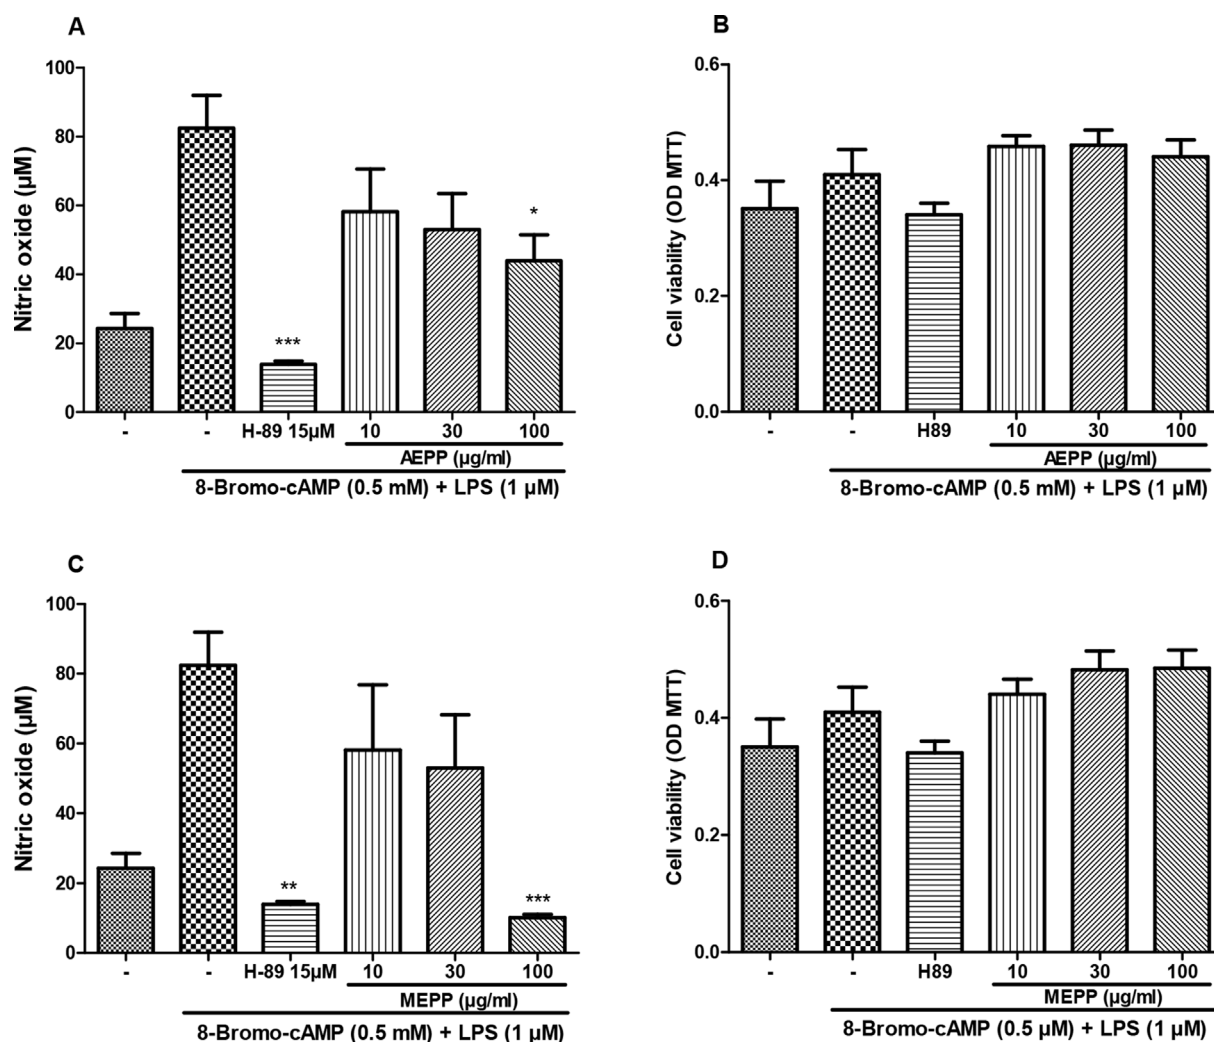 A
Nitric oxide (µM)
100
80
60
40
20
0
***
*
- - H-89 15µM 10 30 100
AEPP (µg/ml)
8-Bromo-cAMP (0.5 mM) + LPS (1 µM)
B
Cell viability (OD MTT)
0.6
0.4
0.2
0.0
- - H89 10 30 100
AEPP (µg/ml)
8-Bromo-cAMP (0.5 mM) + LPS (1 µM)
C
Nitric oxide (µM)
100
80
60
40
20
0
**
***
- - H-89 15µM 10 30 100
MEPP (µg/ml)
8-Bromo-cAMP (0.5 mM) + LPS (1 µM)
D
Cell viability (OD MTT)
0.6
0.4
0.2
0.0
- - H89 10 30 100
MEPP (µg/ml)
8-Bromo-cAMP (0.5 µM) + LPS (1 µM)